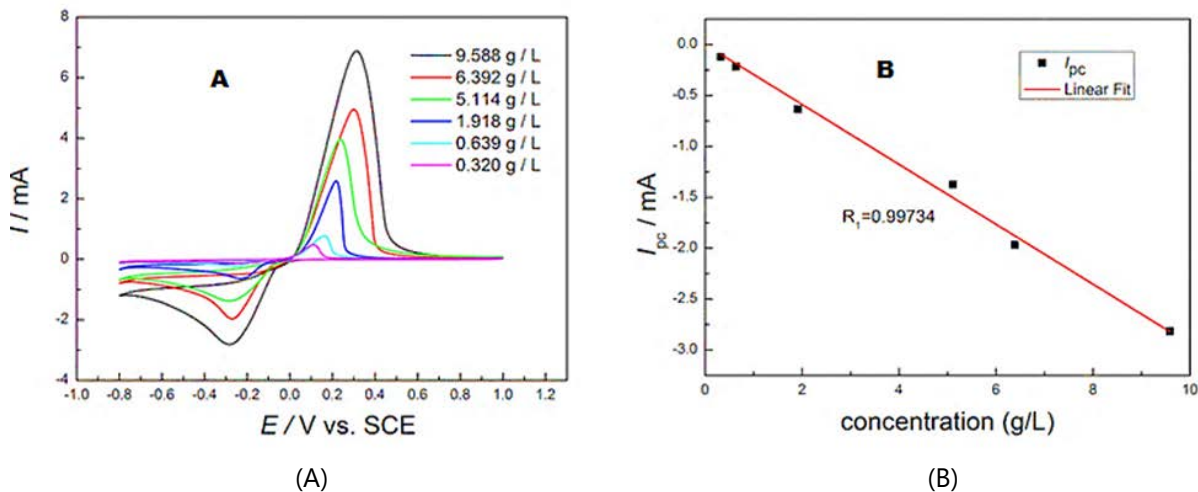 A
9.588 g / L
6.392 g / L
5.114 g / L
1.918 g / L
0.639 g / L
0.320 g / L
8
6
4
2
0
-2
-4
I / mA
-1.0 -0.8 -0.6 -0.4 -0.2 0.0 0.2 0.4 0.6 0.8 1.0 1.2
E / V vs. SCE
(A)
B
Ipc
Linear Fit
R1=0.99734
0.0
-0.5
-1.0
-1.5
-2.0
-2.5
-3.0
Ipc / mA
0 2 4 6 8 10
concentration (g/L)
(B)